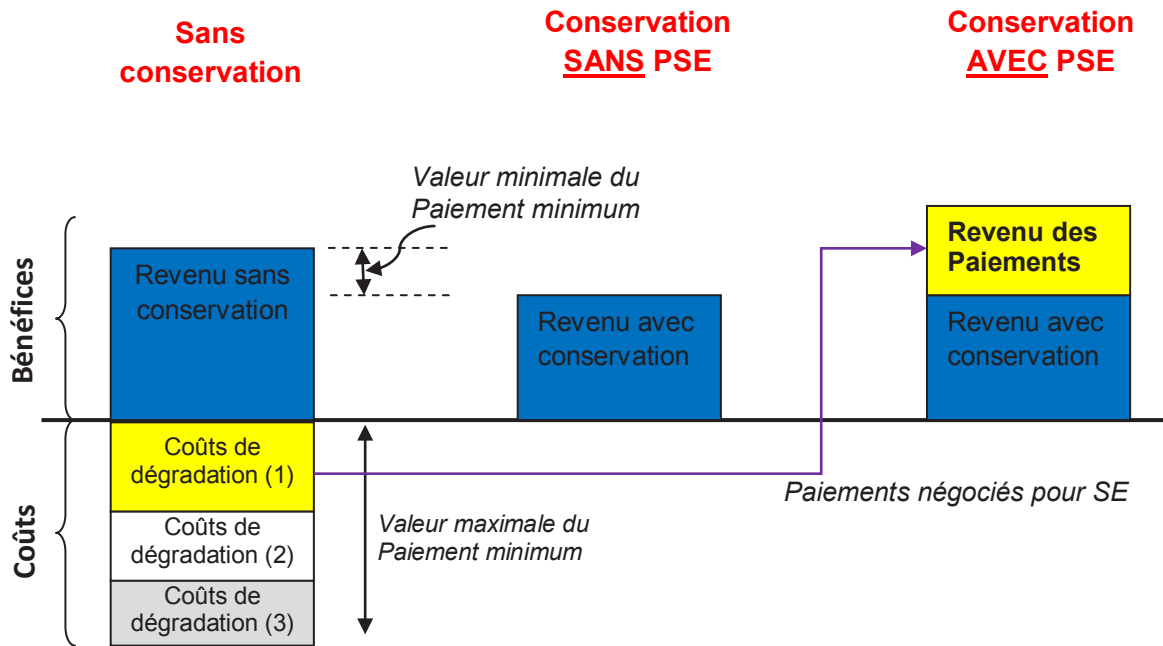 Sans
conservation
Conservation
SANS PSE
Conservation
AVEC PSE
Valeur minimale du
Paiement minimum
Bénéfices
Revenu sans
conservation
Revenu avec
conservation
Revenu des
Paiements
Revenu avec
conservation
Coûts
Coûts de
dégradation (1)
Coûts de
dégradation (2)
Coûts de
dégradation (3)
Valeur maximale du
Paiement minimum
Paiements négociés pour SE